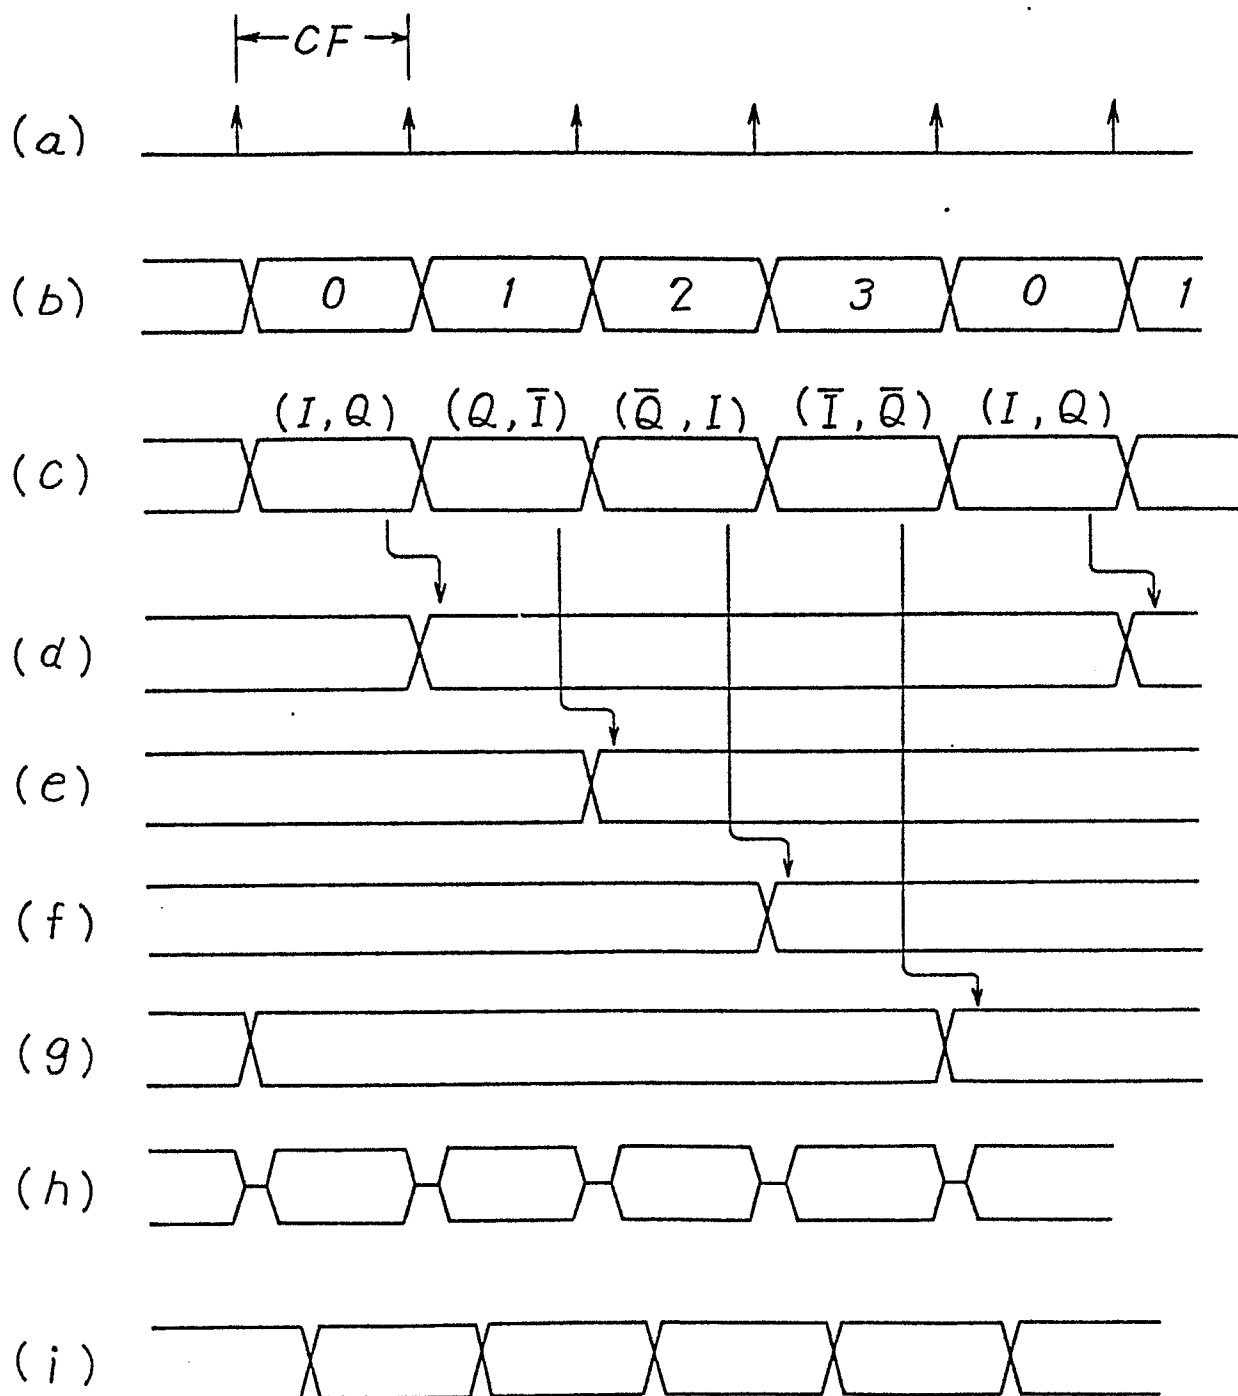 CF
(a)
(b) 0 1 2 3 0 1
(I, Q) (Q, I̅) (Q̅, I) (I̅, Q̅) (I, Q)
(c)
(d)
(e)
(f)
(g)
(h)
(i)